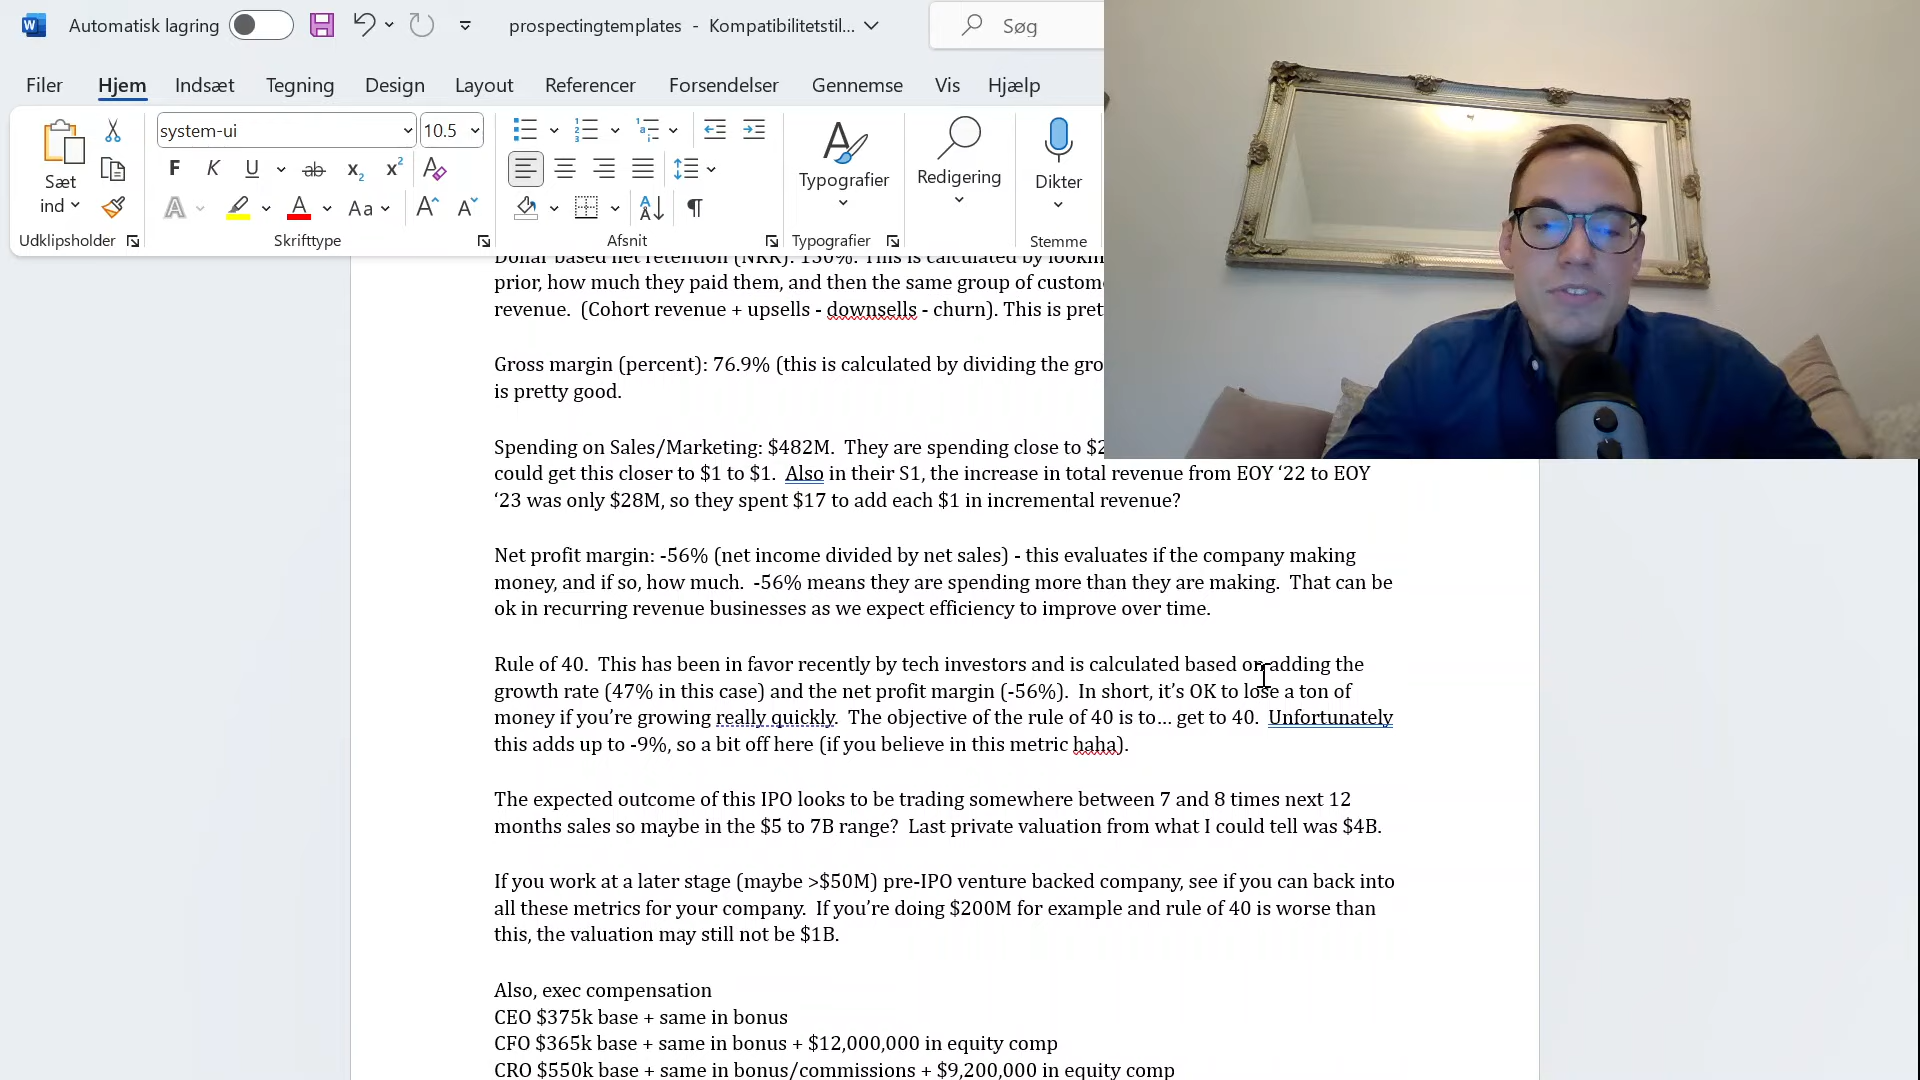 Automatisk lagring
prospectingtemplates - Kompatibilitetstil...
Søg
Filer Hjem Indsæt Tegning Design Layout Referencer Forsendelser Gennemse Vis Hjælp
system-ui 10.5
Sæt ind
F K U ab x₂ x² A
A A Aa A A
Typografier
Redigering
Dikter
Udklipsholder Skrifttype Afsnit Typografier Stemme
Dollar based net retention (NRR): 130%. This is calculated by
prior, how much they paid them, and then the same group of
revenue.  (Cohort revenue + upsells - downsells - churn). This is
Gross margin (percent): 76.9% (this is calculated by dividing the
is pretty good.
Spending on Sales/Marketing: $482M.  They are spending close to
could get this closer to $1 to $1.  Also in their S1, the increase in total revenue from EOY ‘22 to EOY
‘23 was only $28M, so they spent $17 to add each $1 in incremental revenue?
Net profit margin: -56% (net income divided by net sales) - this evaluates if the company making
money, and if so, how much.  -56% means they are spending more than they are making.  That can be
ok in recurring revenue businesses as we expect efficiency to improve over time.
Rule of 40.  This has been in favor recently by tech investors and is calculated based on adding the
growth rate (47% in this case) and the net profit margin (-56%).  In short, it’s OK to lose a ton of
money if you’re growing really quickly.  The objective of the rule of 40 is to… get to 40.  Unfortunately
this adds up to -9%, so a bit off here (if you believe in this metric haha).
The expected outcome of this IPO looks to be trading somewhere between 7 and 8 times next 12
months sales so maybe in the $5 to 7B range?  Last private valuation from what I could tell was $4B.
If you work at a later stage (maybe >$50M) pre-IPO venture backed company, see if you can back into
all these metrics for your company.  If you’re doing $200M for example and rule of 40 is worse than
this, the valuation may still not be $1B.
Also, exec compensation
CEO $375k base + same in bonus
CFO $365k base + same in bonus + $12,000,000 in equity comp
CRO $550k base + same in bonus/commissions + $9,200,000 in equity comp